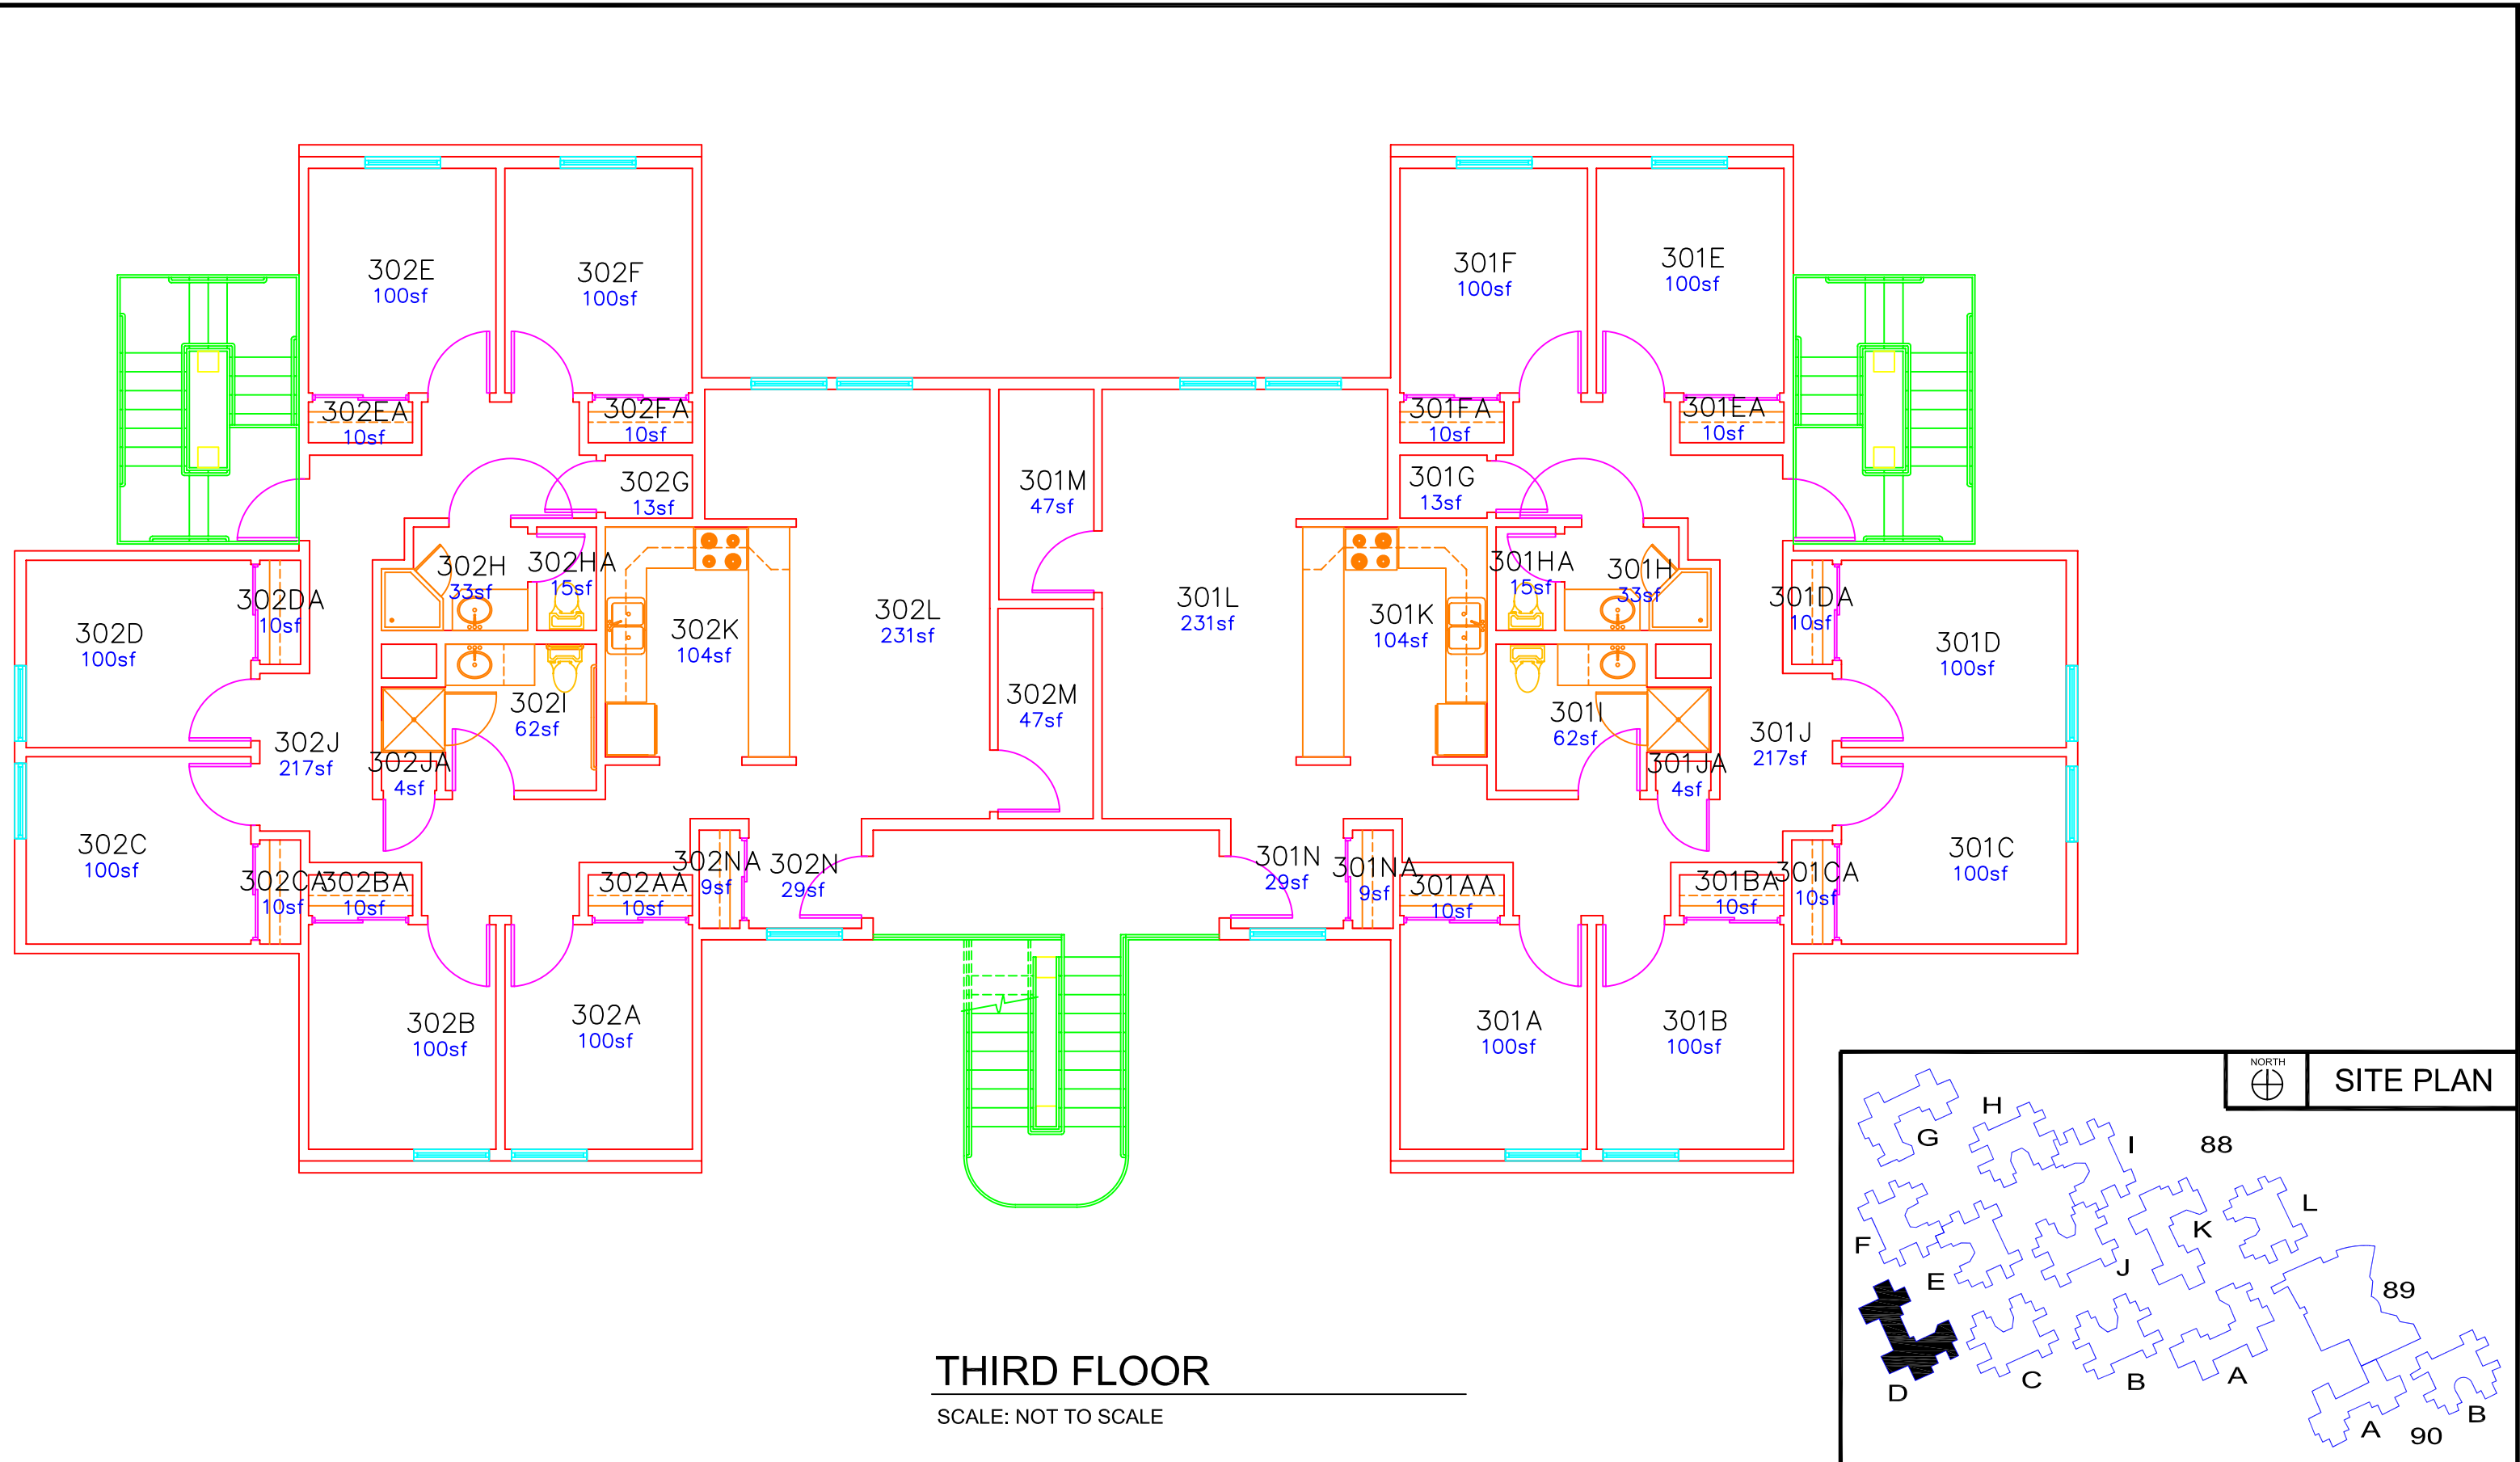 302E
100sf
302F
100sf
301F
100sf
301E
100sf
302EA
10sf
302FA
10sf
301FA
10sf
301EA
10sf
302G
13sf
301M
47sf
301G
13sf
302H
33sf
302HA
15sf
301HA
15sf
301H
33sf
302DA
10sf
302D
100sf
302K
104sf
302L
231sf
301L
231sf
301K
104sf
301DA
10sf
301D
100sf
302I
62sf
302M
47sf
301I
62sf
302J
217sf
301J
217sf
302JA
4sf
301JA
4sf
302C
100sf
302CA
10sf
302BA
10sf
302AA
10sf
302NA
9sf
302N
29sf
301N
29sf
301NA
9sf
301AA
10sf
301BA
10sf
301CA
10sf
301C
100sf
302B
100sf
302A
100sf
301A
100sf
301B
100sf
NORTH
SITE PLAN
H
G
I
88
L
K
F
E
J
89
D
C
B
A
A
90
B
THIRD FLOOR
SCALE: NOT TO SCALE